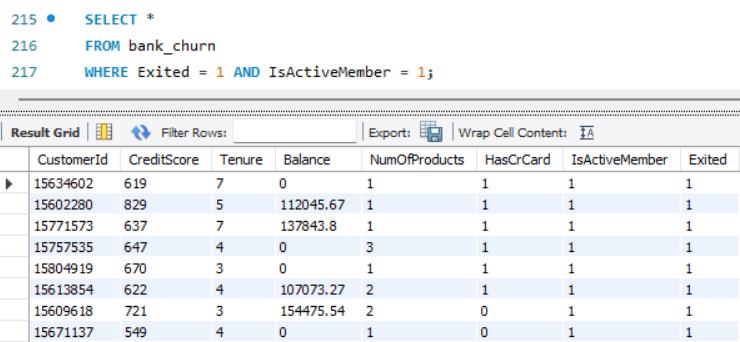 215 SELECT *
216 FROM bank_churn
217 WHERE Exited = 1 AND IsActiveMember = 1;
Result Grid Filter Rows: Export: Wrap Cell Content: IA
CustomerId CreditScore Tenure Balance NumOfProducts HasCrCard IsActiveMember Exited
15634602 619 7 0 1 1 1 1
15602280 829 5 112045.67 1 1 1 1
15771573 637 7 137843.8 1 1 1 1
15757535 647 4 0 3 1 1 1
15804919 670 3 0 1 1 1 1
15613854 622 4 107073.27 2 1 1 1
15609618 721 3 154475.54 2 0 1 1
15671137 549 4 0 1 0 1 1